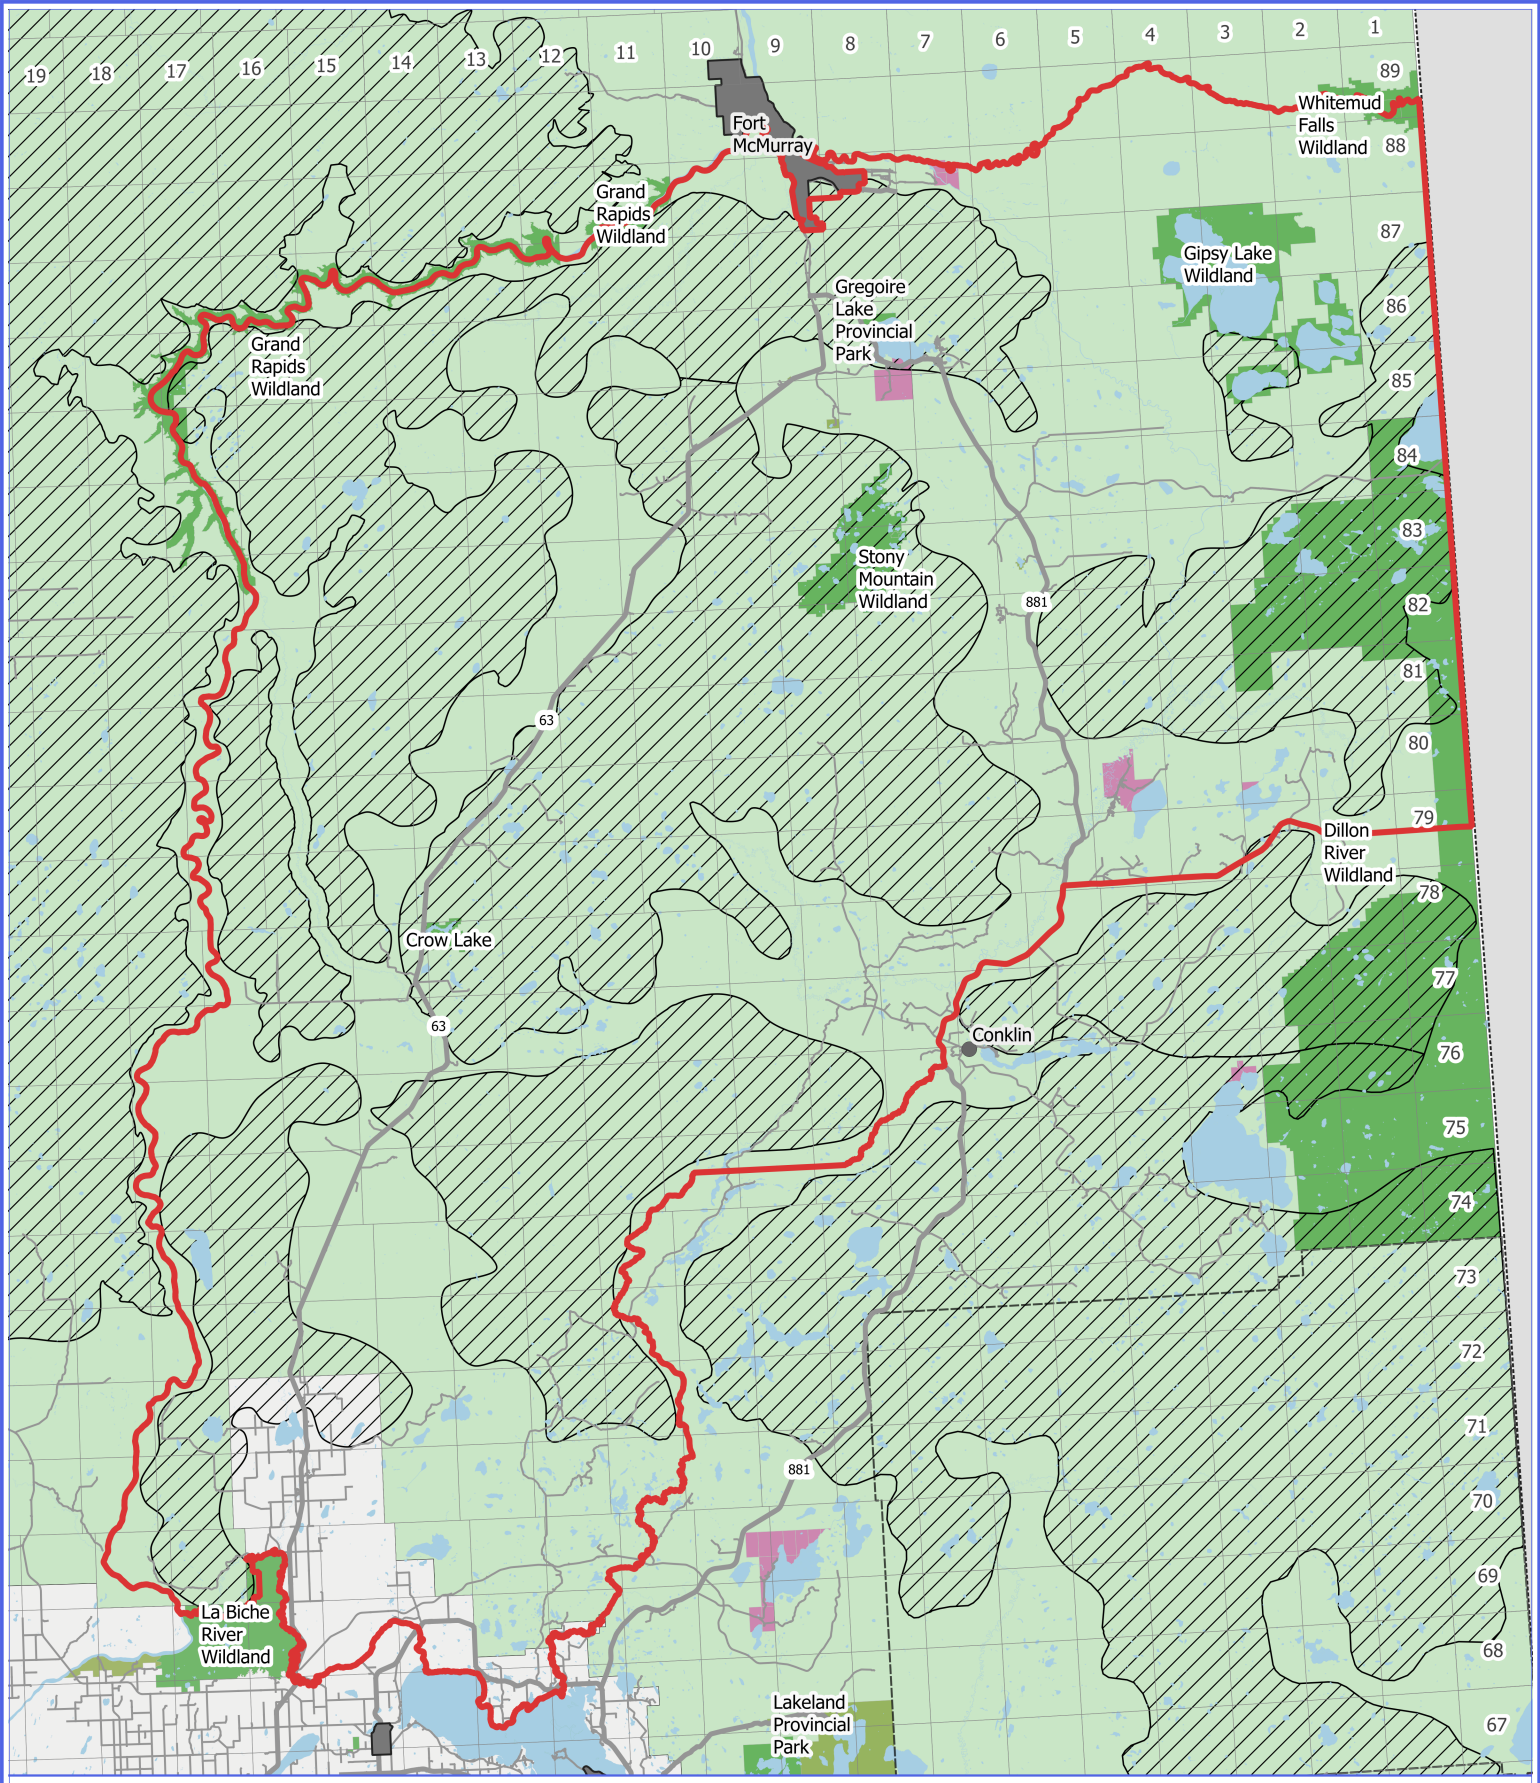 19
18
17
16
15
14
13
12
11
10
9
8
7
6
5
4
3
2
1
89
Whitemud
Falls
Wildland
88
Fort
McMurray
Grand
Rapids
Wildland
87
Gipsy Lake
Wildland
Gregoire
Lake
Provincial
Park
86
Grand
Rapids
Wildland
85
84
83
Stony
Mountain
Wildland
881
82
81
63
80
79
Dillon
River
Wildland
78
Crow Lake
77
63
Conklin
76
75
74
73
72
71
881
70
69
La Biche
River
Wildland
68
Lakeland
Provincial
Park
67